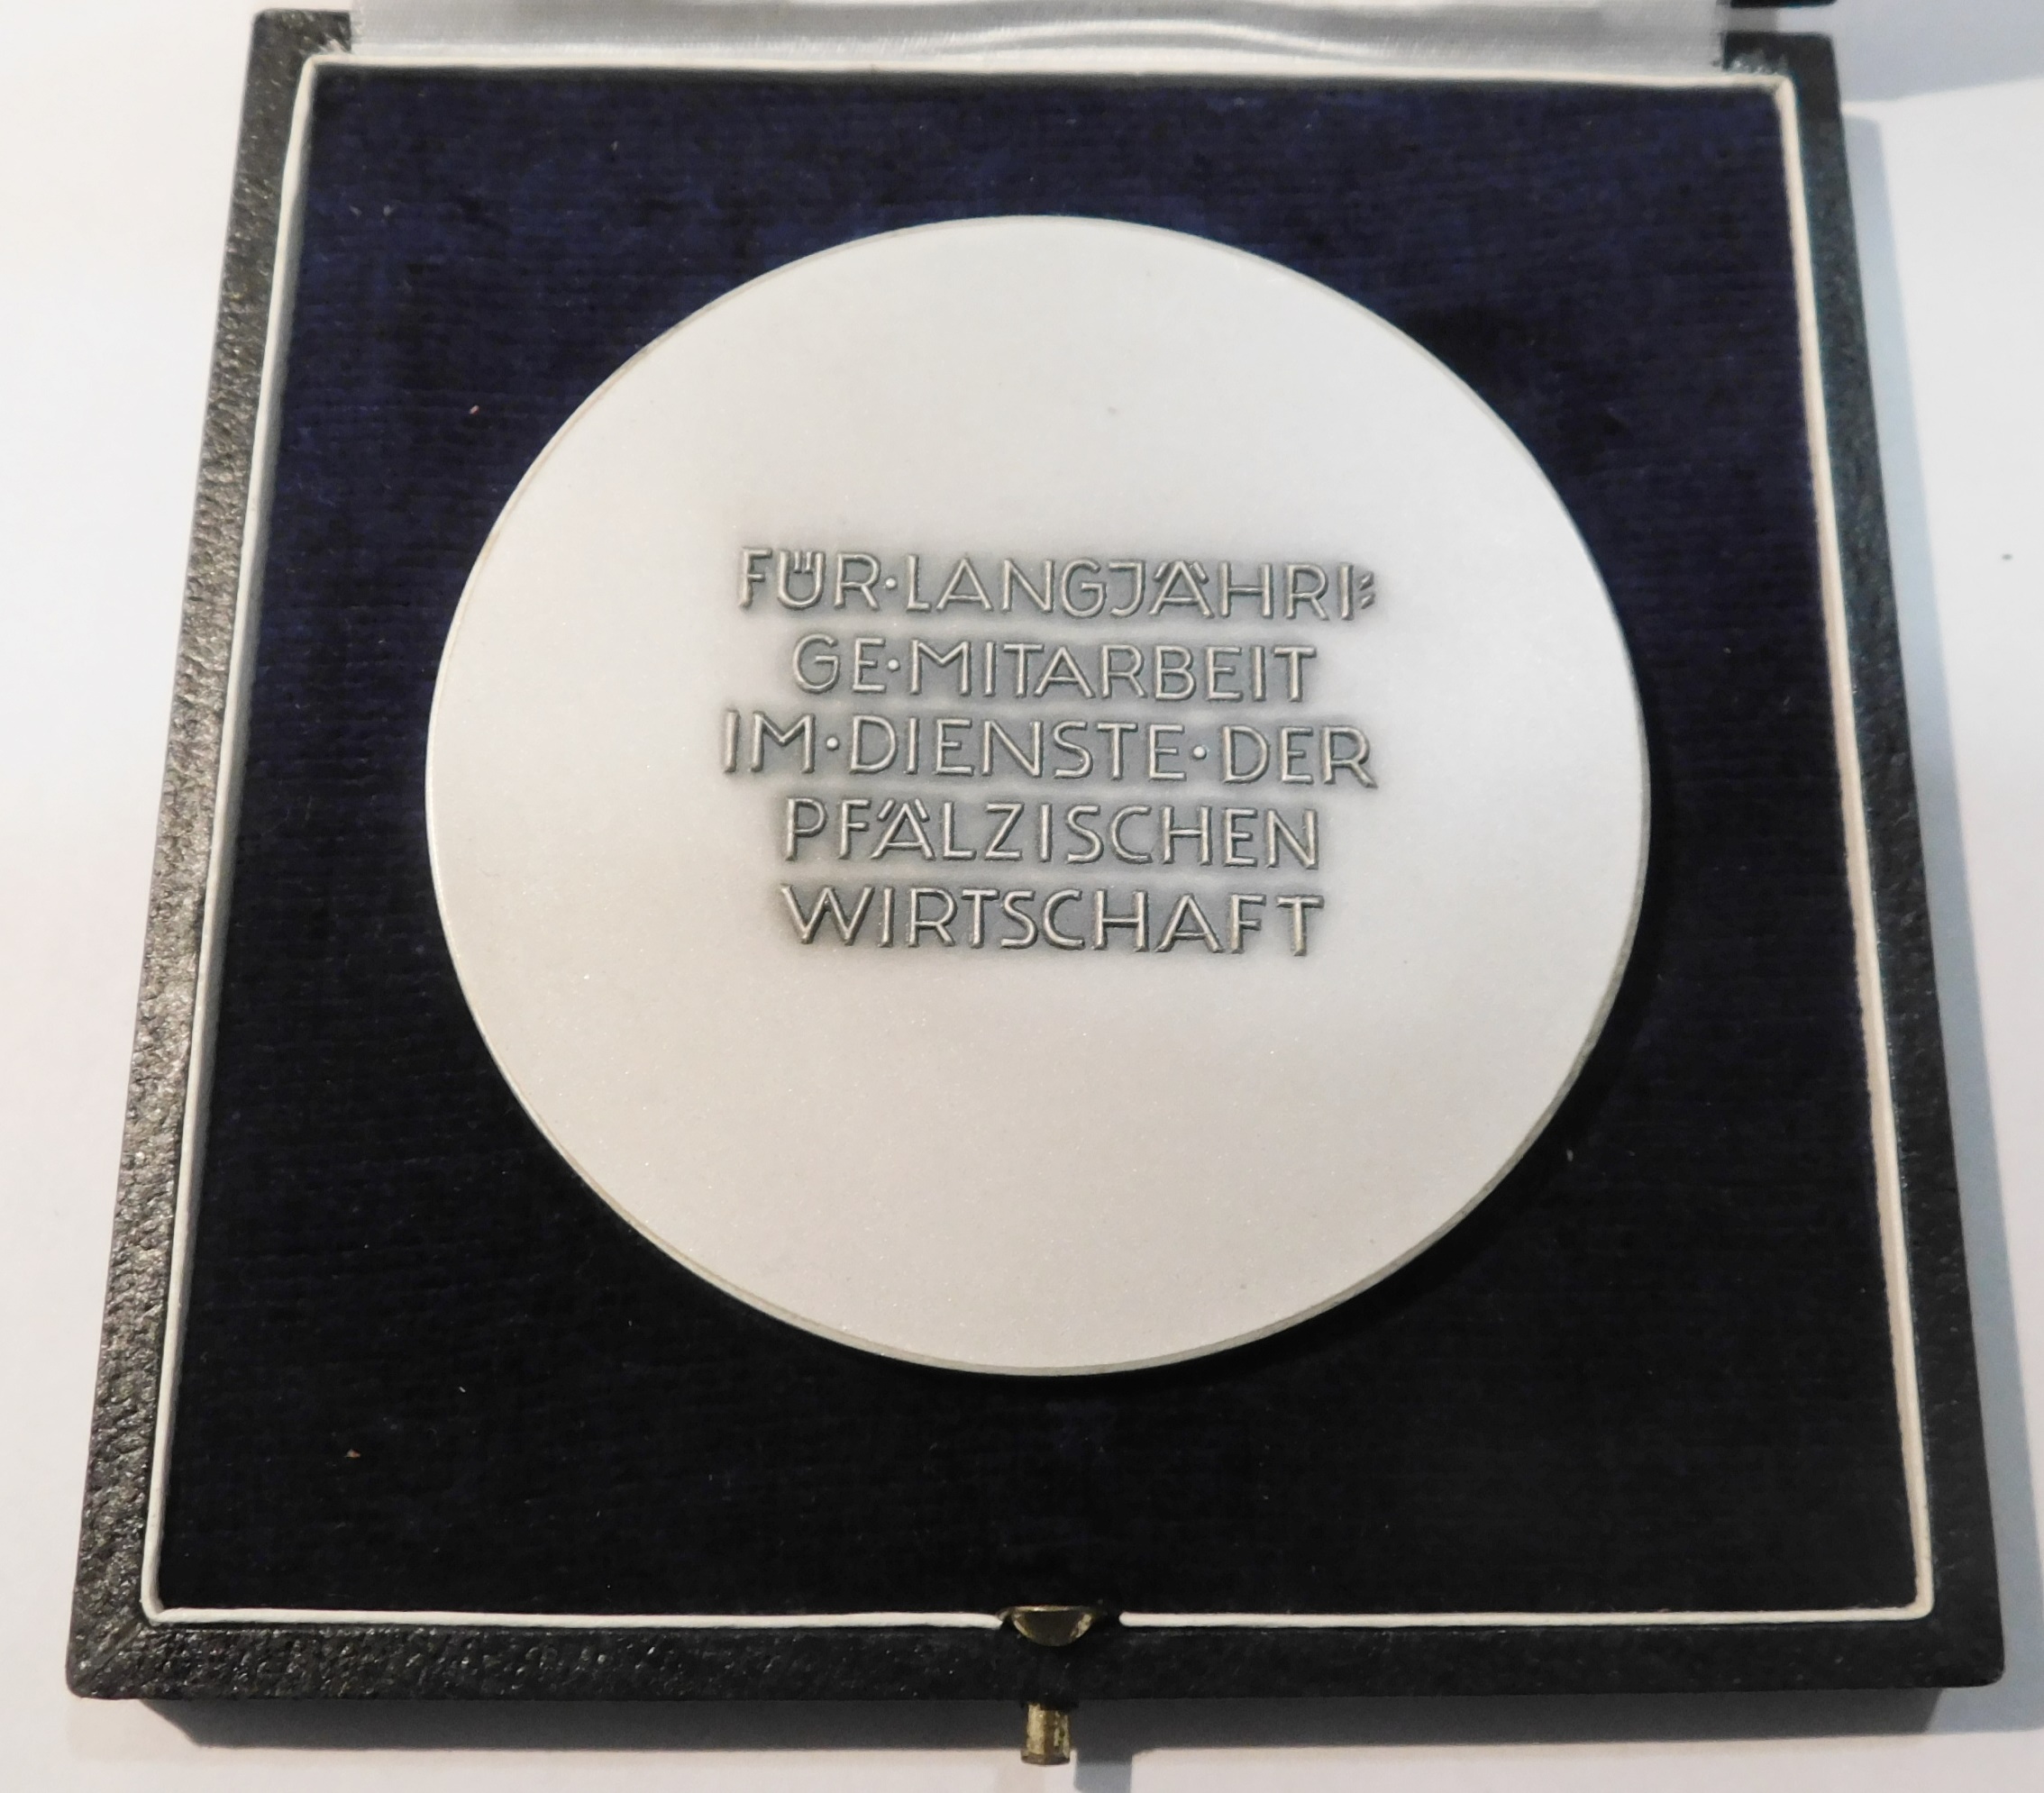 FÜR·LANGJÄHRI=
GE·MITARBEIT
IM·DIENSTE·DER
PFÄLZISCHEN
WIRTSCHAFT